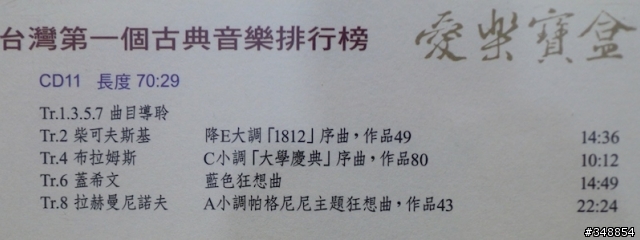 台灣第一個古典音樂排行榜
愛樂寶盒
CD11 長度 70:29
Tr.1.3.5.7 曲目導聆
Tr.2 柴可夫斯基 降E大調「1812」序曲，作品49 14:36
Tr.4 布拉姆斯 C小調「大學慶典」序曲，作品80 10:12
Tr.6 蓋希文 藍色狂想曲 14:49
Tr.8 拉赫曼尼諾夫 A小調帕格尼尼主題狂想曲，作品43 22:24
#348854